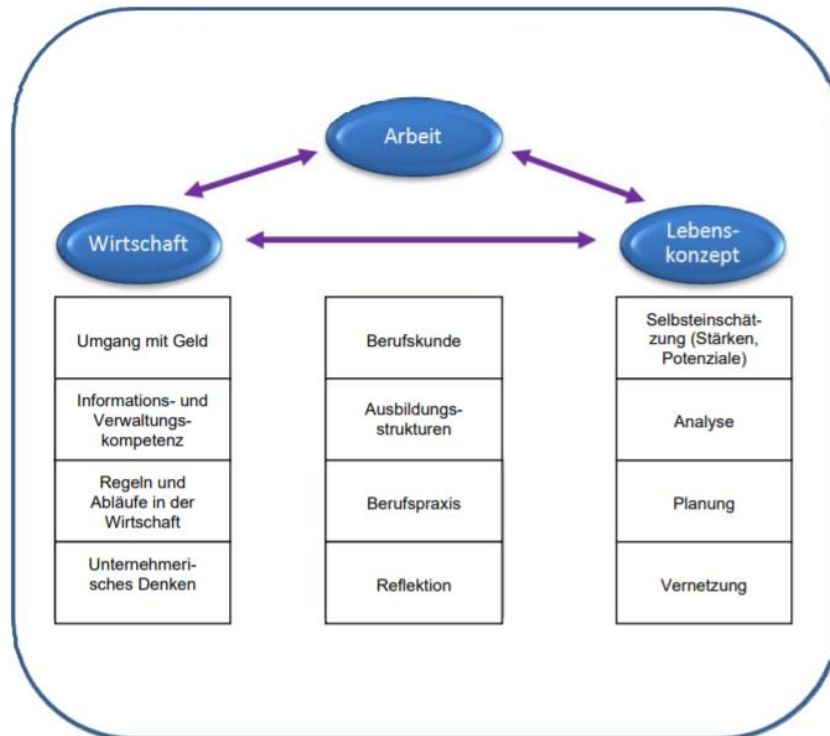 Arbeit
Wirtschaft
Lebens-
konzept
Umgang mit Geld
Informations- und
Verwaltungs-
kompetenz
Regeln und
Abläufe in der
Wirtschaft
Unternehmeri-
sches Denken
Berufskunde
Ausbildungs-
strukturen
Berufspraxis
Reflektion
Selbsteinschät-
zung (Stärken,
Potenziale)
Analyse
Planung
Vernetzung